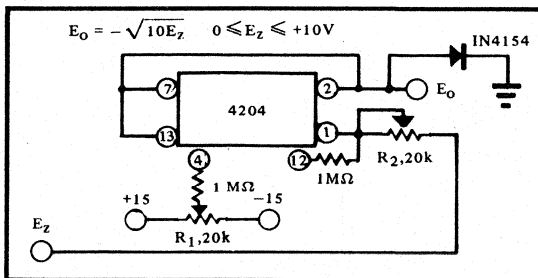 E_O = −√10E_Z 0 ≤ E_Z ≤ +10V
IN4154
7
2
E_O
4204
13
1
4
12
R_2, 20k
1 MΩ
1MΩ
+15
−15
E_Z
R_1, 20k